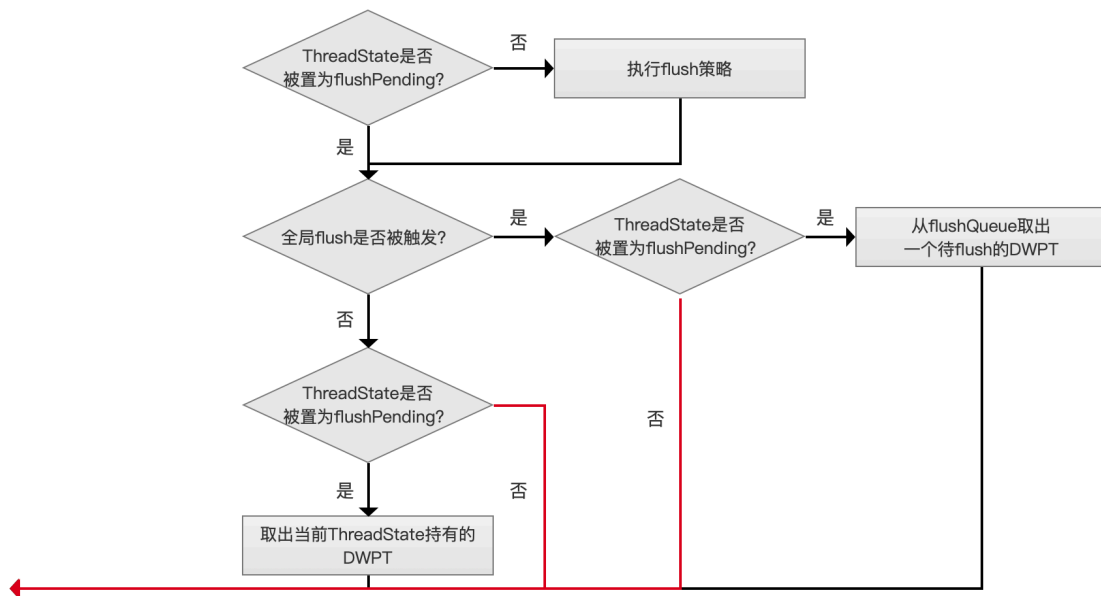 ThreadState是否
被置为flushPending?
否
执行flush策略
是
全局flush是否被触发?
是
ThreadState是否
被置为flushPending?
是
从flushQueue取出
一个待flush的DWPT
否
ThreadState是否
被置为flushPending?
否
是
否
取出当前ThreadState持有的
DWPT